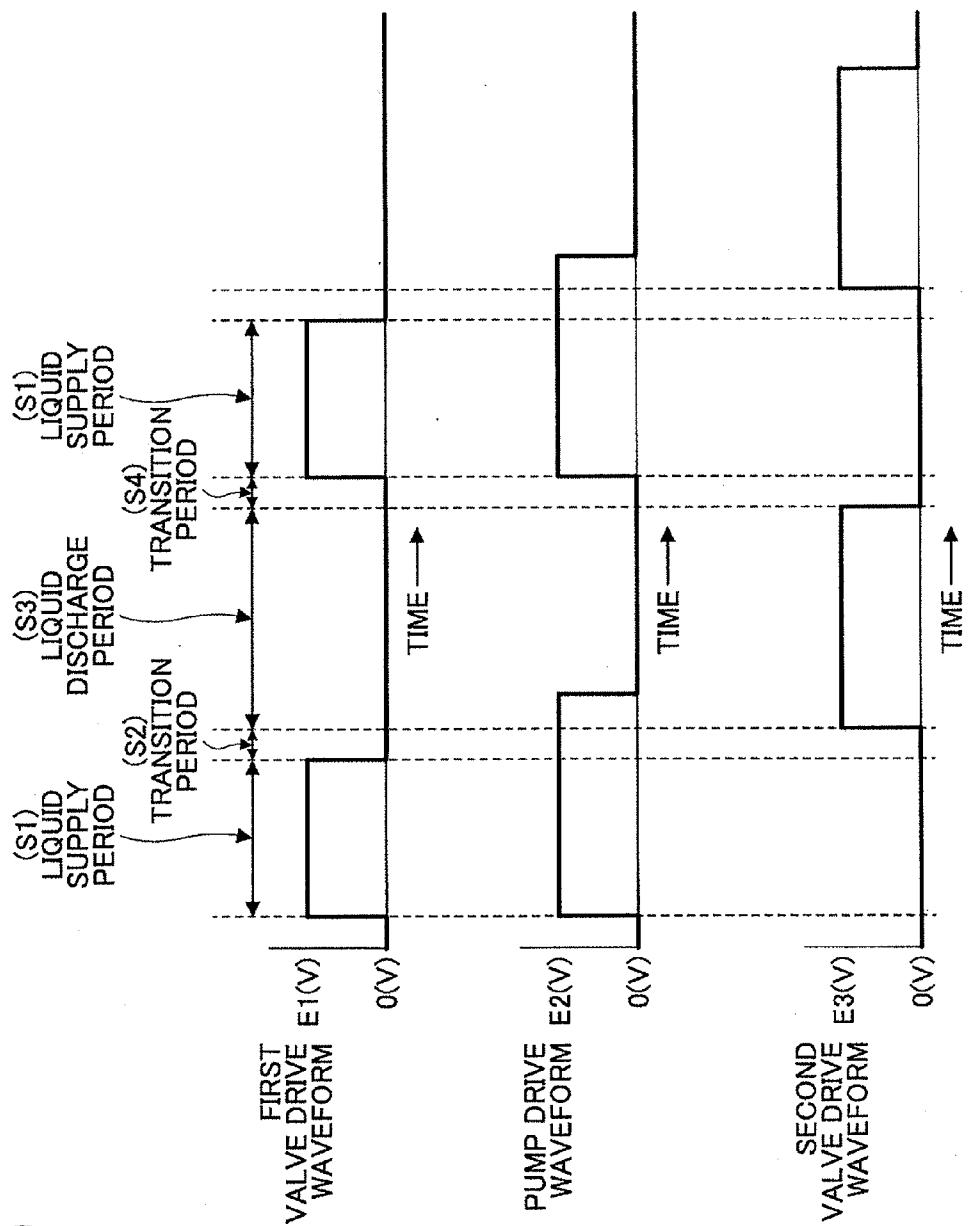 (S1)
LIQUID
SUPPLY
PERIOD
(S2)
TRANSITION
PERIOD
(S3)
LIQUID
DISCHARGE
PERIOD
(S4)
TRANSITION
PERIOD
(S1)
LIQUID
SUPPLY
PERIOD
FIRST
VALVE DRIVE
WAVEFORM
E1(V)
0(V)
TIME
PUMP DRIVE
WAVEFORM
E2(V)
0(V)
TIME
SECOND
VALVE DRIVE
WAVEFORM
E3(V)
0(V)
TIME